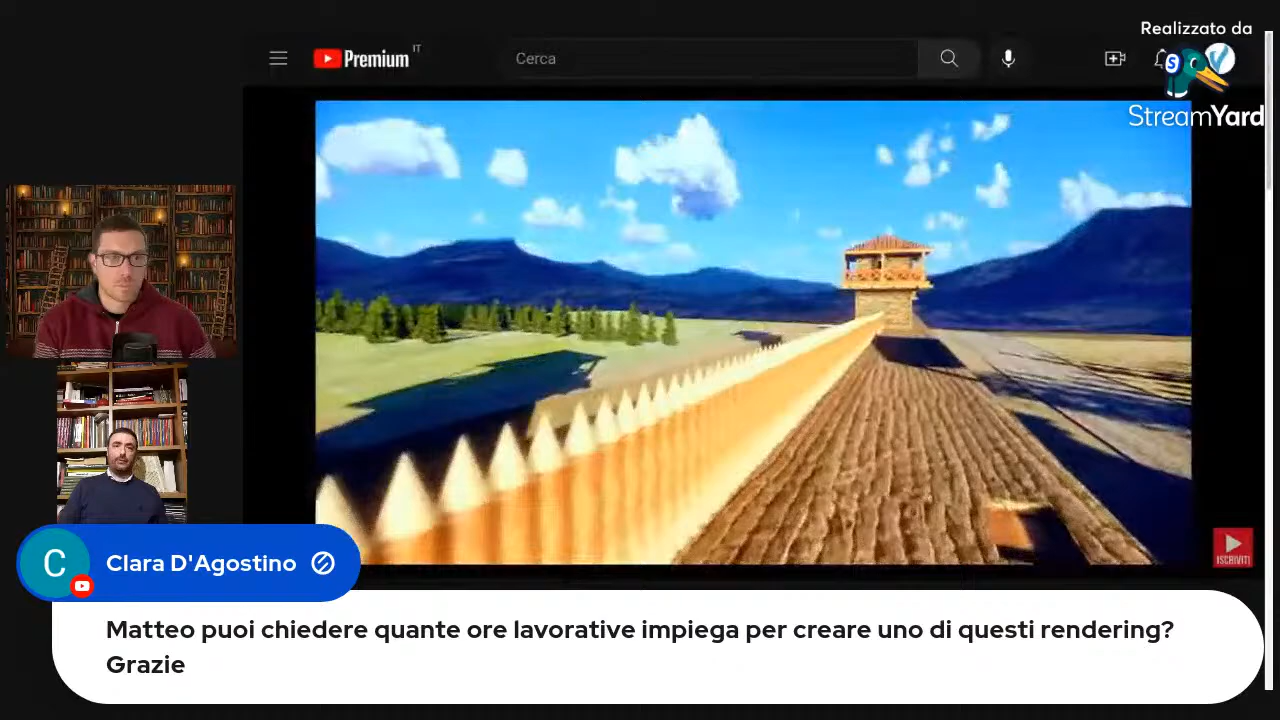 Realizzato da
Premium IT
Cerca
S
StreamYard
ISCRIVITI
C
Clara D'Agostino
Matteo puoi chiedere quante ore lavorative impiega per creare uno di questi rendering?
Grazie